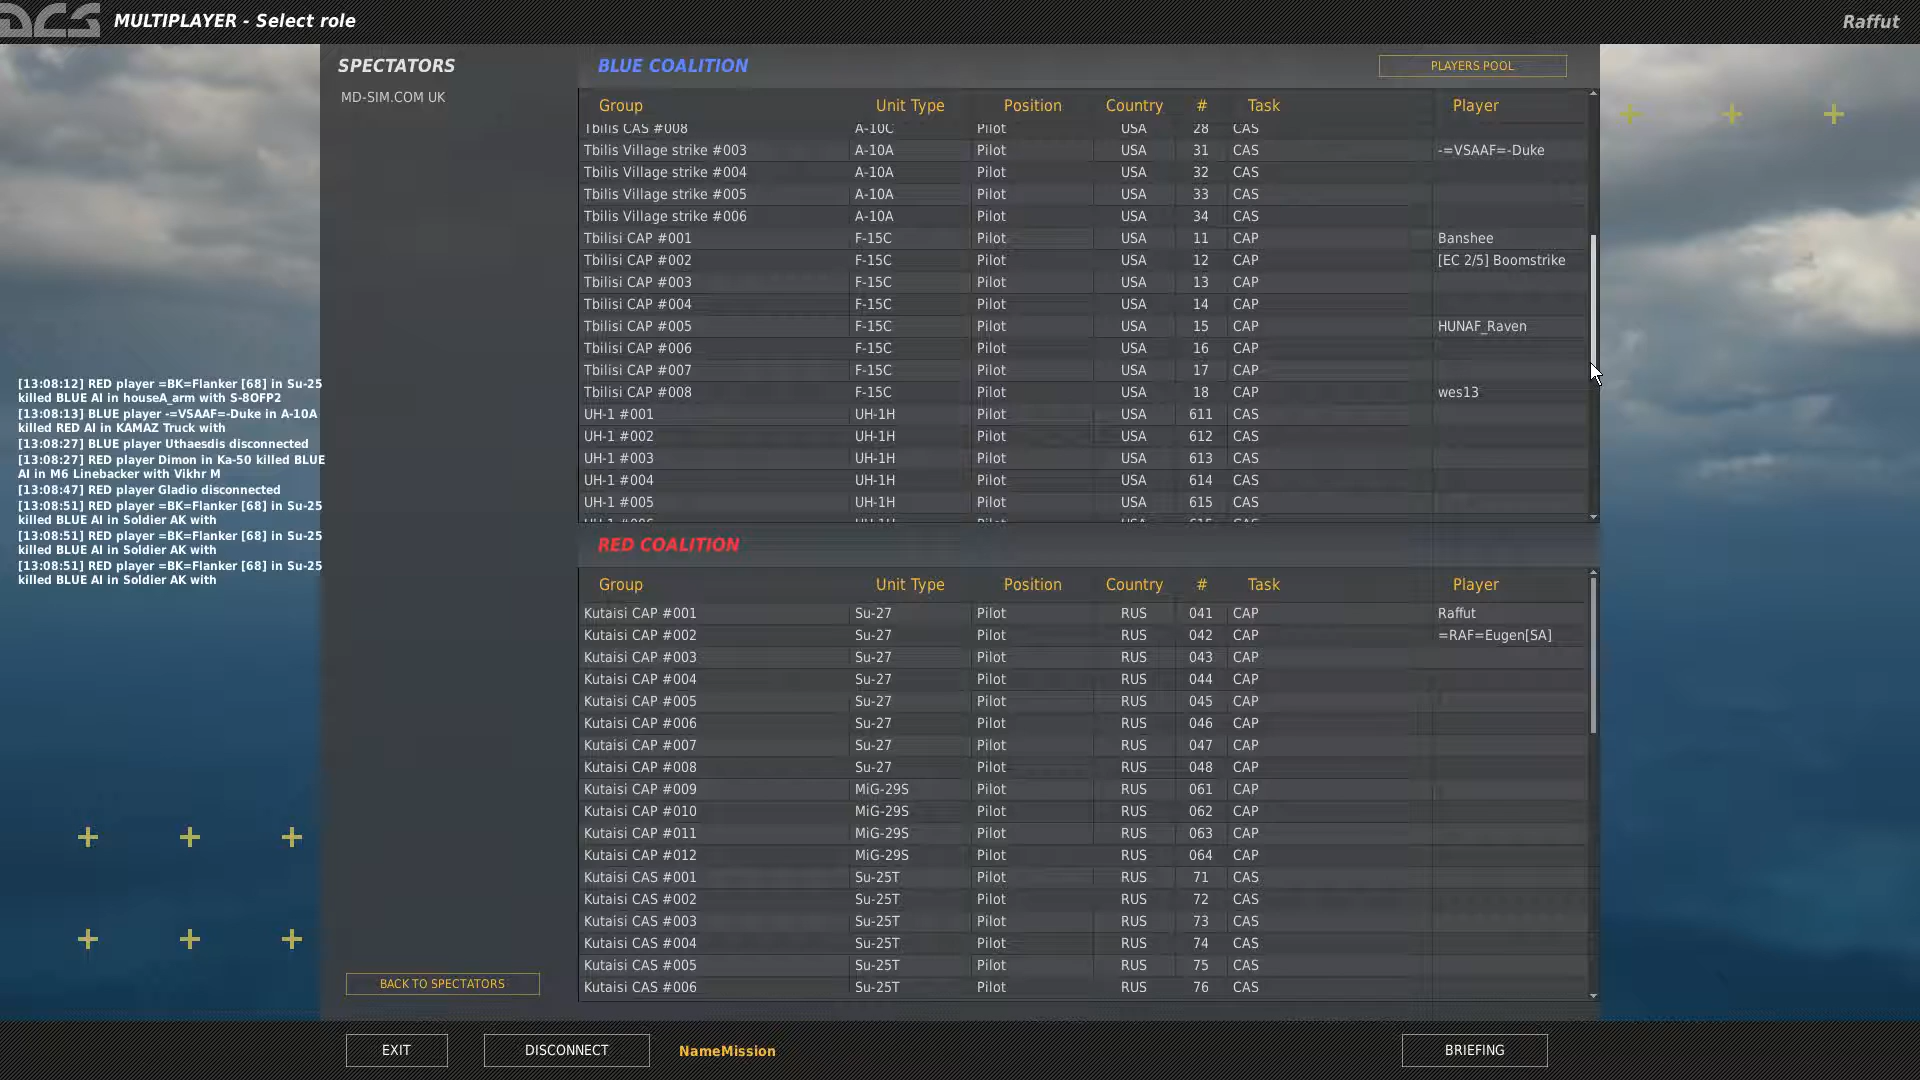 DCS MULTIPLAYER - Select role Raffut
SPECTATORS
MD-SIM.COM UK
BLUE COALITION PLAYERS POOL
Group Unit Type Position Country # Task Player
Tbilis CAS #008 A-10C Pilot USA 28 CAS
Tbilis Village strike #003 A-10A Pilot USA 31 CAS -=VSAAF=-Duke
Tbilis Village strike #004 A-10A Pilot USA 32 CAS
Tbilis Village strike #005 A-10A Pilot USA 33 CAS
Tbilis Village strike #006 A-10A Pilot USA 34 CAS
Tbilisi CAP #001 F-15C Pilot USA 11 CAP Banshee
Tbilisi CAP #002 F-15C Pilot USA 12 CAP [EC 2/5] Boomstrike
Tbilisi CAP #003 F-15C Pilot USA 13 CAP
Tbilisi CAP #004 F-15C Pilot USA 14 CAP
Tbilisi CAP #005 F-15C Pilot USA 15 CAP HUNAF_Raven
Tbilisi CAP #006 F-15C Pilot USA 16 CAP
Tbilisi CAP #007 F-15C Pilot USA 17 CAP
Tbilisi CAP #008 F-15C Pilot USA 18 CAP wes13
UH-1 #001 UH-1H Pilot USA 611 CAS
UH-1 #002 UH-1H Pilot USA 612 CAS
UH-1 #003 UH-1H Pilot USA 613 CAS
UH-1 #004 UH-1H Pilot USA 614 CAS
UH-1 #005 UH-1H Pilot USA 615 CAS
[13:08:12] RED player =BK=Flanker [68] in Su-25
killed BLUE AI in houseA_arm with S-8OFP2
[13:08:13] BLUE player -=VSAAF=-Duke in A-10A
killed RED AI in KAMAZ Truck with
[13:08:27] BLUE player Uthaesdis disconnected
[13:08:27] RED player Dimon in Ka-50 killed BLUE
AI in M6 Linebacker with Vikhr M
[13:08:47] RED player Gladio disconnected
[13:08:51] RED player =BK=Flanker [68] in Su-25
killed BLUE AI in Soldier AK with
[13:08:51] RED player =BK=Flanker [68] in Su-25
killed BLUE AI in Soldier AK with
[13:08:51] RED player =BK=Flanker [68] in Su-25
killed BLUE AI in Soldier AK with
RED COALITION
Group Unit Type Position Country # Task Player
Kutaisi CAP #001 Su-27 Pilot RUS 041 CAP Raffut
Kutaisi CAP #002 Su-27 Pilot RUS 042 CAP =RAF=Eugen[SA]
Kutaisi CAP #003 Su-27 Pilot RUS 043 CAP
Kutaisi CAP #004 Su-27 Pilot RUS 044 CAP
Kutaisi CAP #005 Su-27 Pilot RUS 045 CAP
Kutaisi CAP #006 Su-27 Pilot RUS 046 CAP
Kutaisi CAP #007 Su-27 Pilot RUS 047 CAP
Kutaisi CAP #008 Su-27 Pilot RUS 048 CAP
Kutaisi CAP #009 MiG-29S Pilot RUS 061 CAP
Kutaisi CAP #010 MiG-29S Pilot RUS 062 CAP
Kutaisi CAP #011 MiG-29S Pilot RUS 063 CAP
Kutaisi CAP #012 MiG-29S Pilot RUS 064 CAP
Kutaisi CAS #001 Su-25T Pilot RUS 71 CAS
Kutaisi CAS #002 Su-25T Pilot RUS 72 CAS
Kutaisi CAS #003 Su-25T Pilot RUS 73 CAS
Kutaisi CAS #004 Su-25T Pilot RUS 74 CAS
Kutaisi CAS #005 Su-25T Pilot RUS 75 CAS
Kutaisi CAS #006 Su-25T Pilot RUS 76 CAS
BACK TO SPECTATORS
EXIT DISCONNECT NameMission BRIEFING